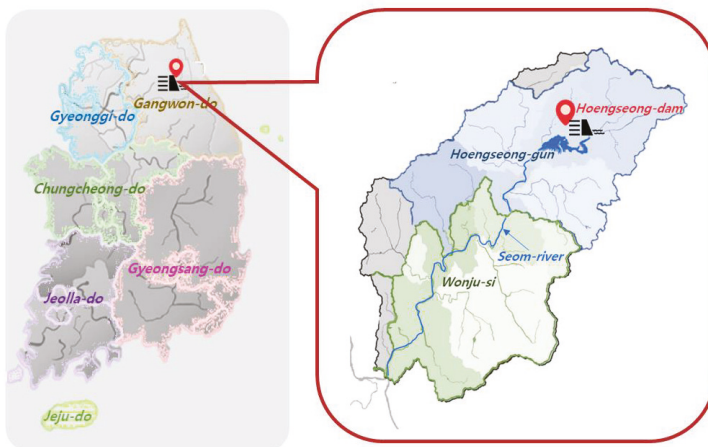 Gyeonggi-do
Gangwon-do
Chungcheong-do
Gyeongsang-do
Jeolla-do
Jeju-do
Hoengseong-dam
Hoengseong-gun
Seom-river
Wonju-si